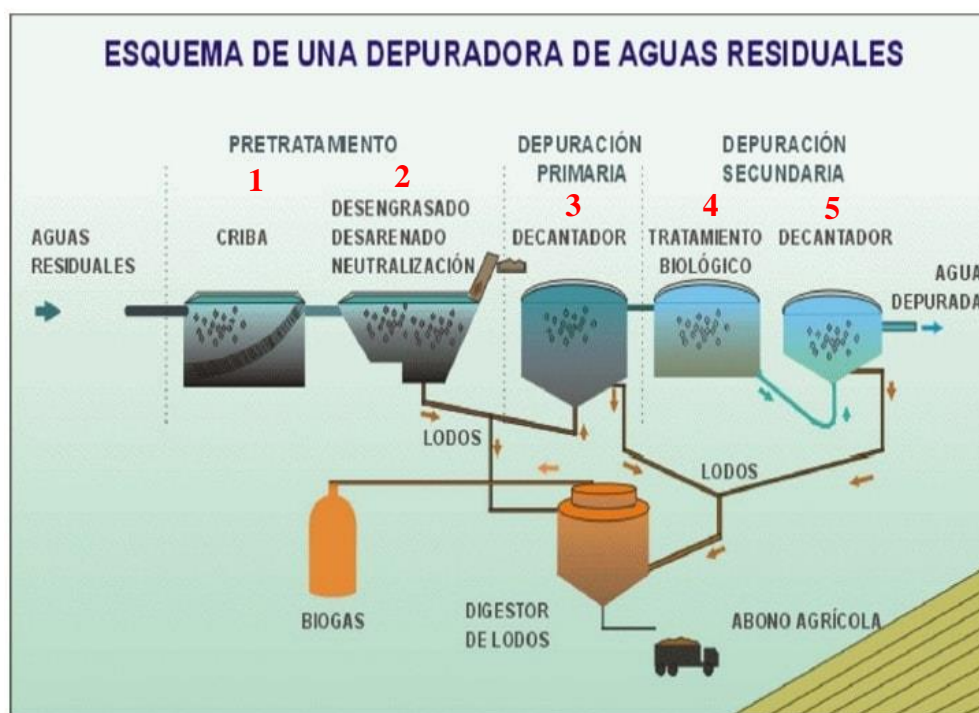 ESQUEMA DE UNA DEPURADORA DE AGUAS RESIDUALES
PRETRATAMIENTO
DEPURACIÓN
PRIMARIA
DEPURACIÓN
SECUNDARIA
1
2
3
4
5
AGUAS
RESIDUALES
CRIBA
DESENGRASADO
DESARENADO
NEUTRALIZACIÓN
DECANTADOR
TRATAMIENTO
BIOLÓGICO
DECANTADOR
AGUA
DEPURADA
LODOS
LODOS
BIOGAS
DIGESTOR
DE LODOS
ABONO AGRÍCOLA